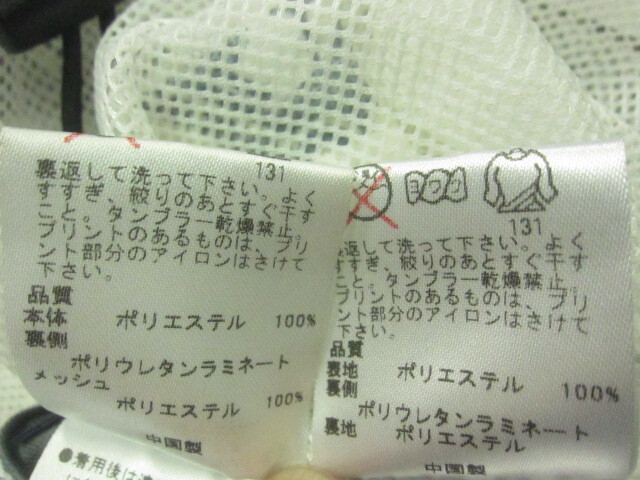 131
裏返して洗って下さい。よく
すすぎ、絞りのあとすぐ干す
こと。タンブラー乾燥禁止。
プリントのあるものは、プリ
ント部分のアイロンはさけて
下さい。
品質
本体 ポリエステル 100%
裏側
ポリウレタンラミネート
メッシュ
ポリエステル 100%
中国製
●着用後は
ヨワク
131
返して洗って下さい。よく
すぎ、絞りのあとすぐ干す
こと。タンブラー乾燥禁止。
プリントのあるものは、プリ
ント部分のアイロンはさけて
下さい。
品質
表地 ポリエステル 100%
裏側
ポリウレタンラミネート
裏地 ポリエステル
中国製